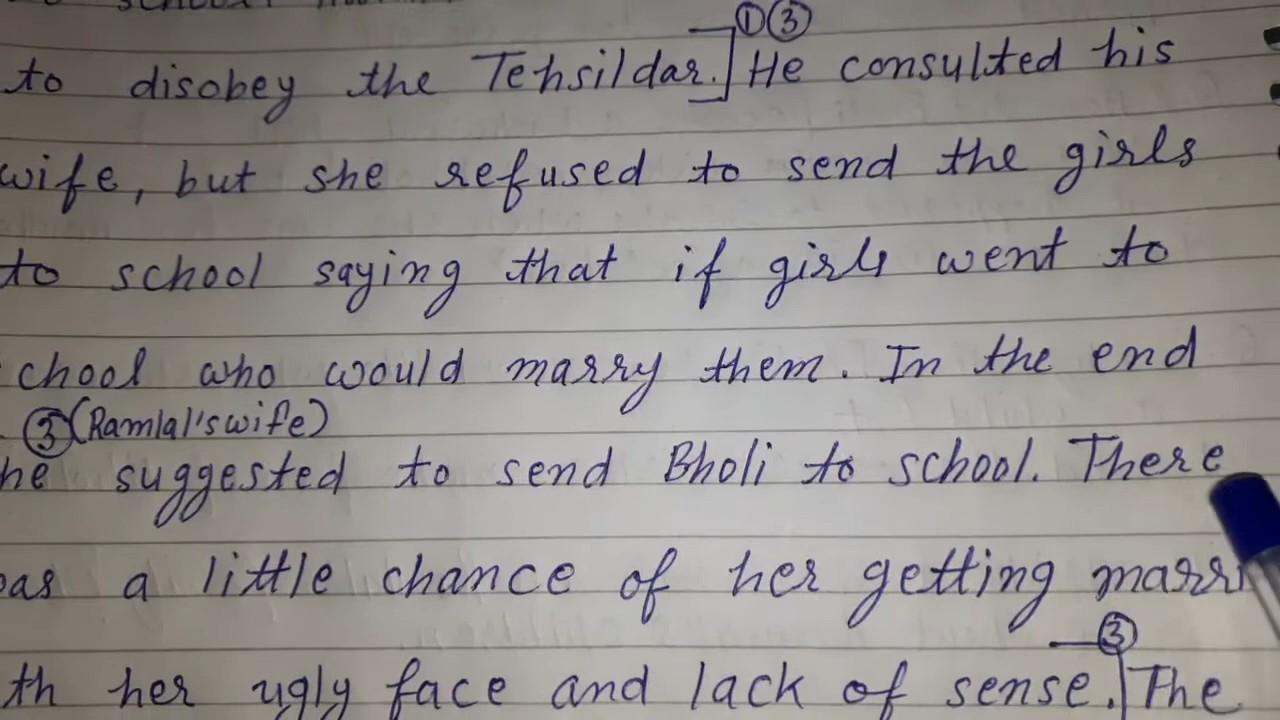 to disobey the Tehsildar.] ①③ He consulted his
wife, but she refused to send the girls
to school saying that if girls went to
chool who would marry them. In the end
③(Ramlal's wife)
he suggested to send Bholi to school. There
as a little chance of her getting marri
th her ugly face and lack of sense.] ③ The